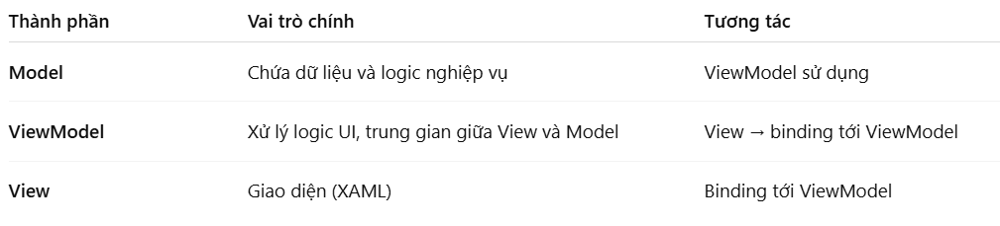 Thành phần Vai trò chính Tương tác
Model Chứa dữ liệu và logic nghiệp vụ ViewModel sử dụng
ViewModel Xử lý logic UI, trung gian giữa View và Model View → binding tới ViewModel
View Giao diện (XAML) Binding tới ViewModel